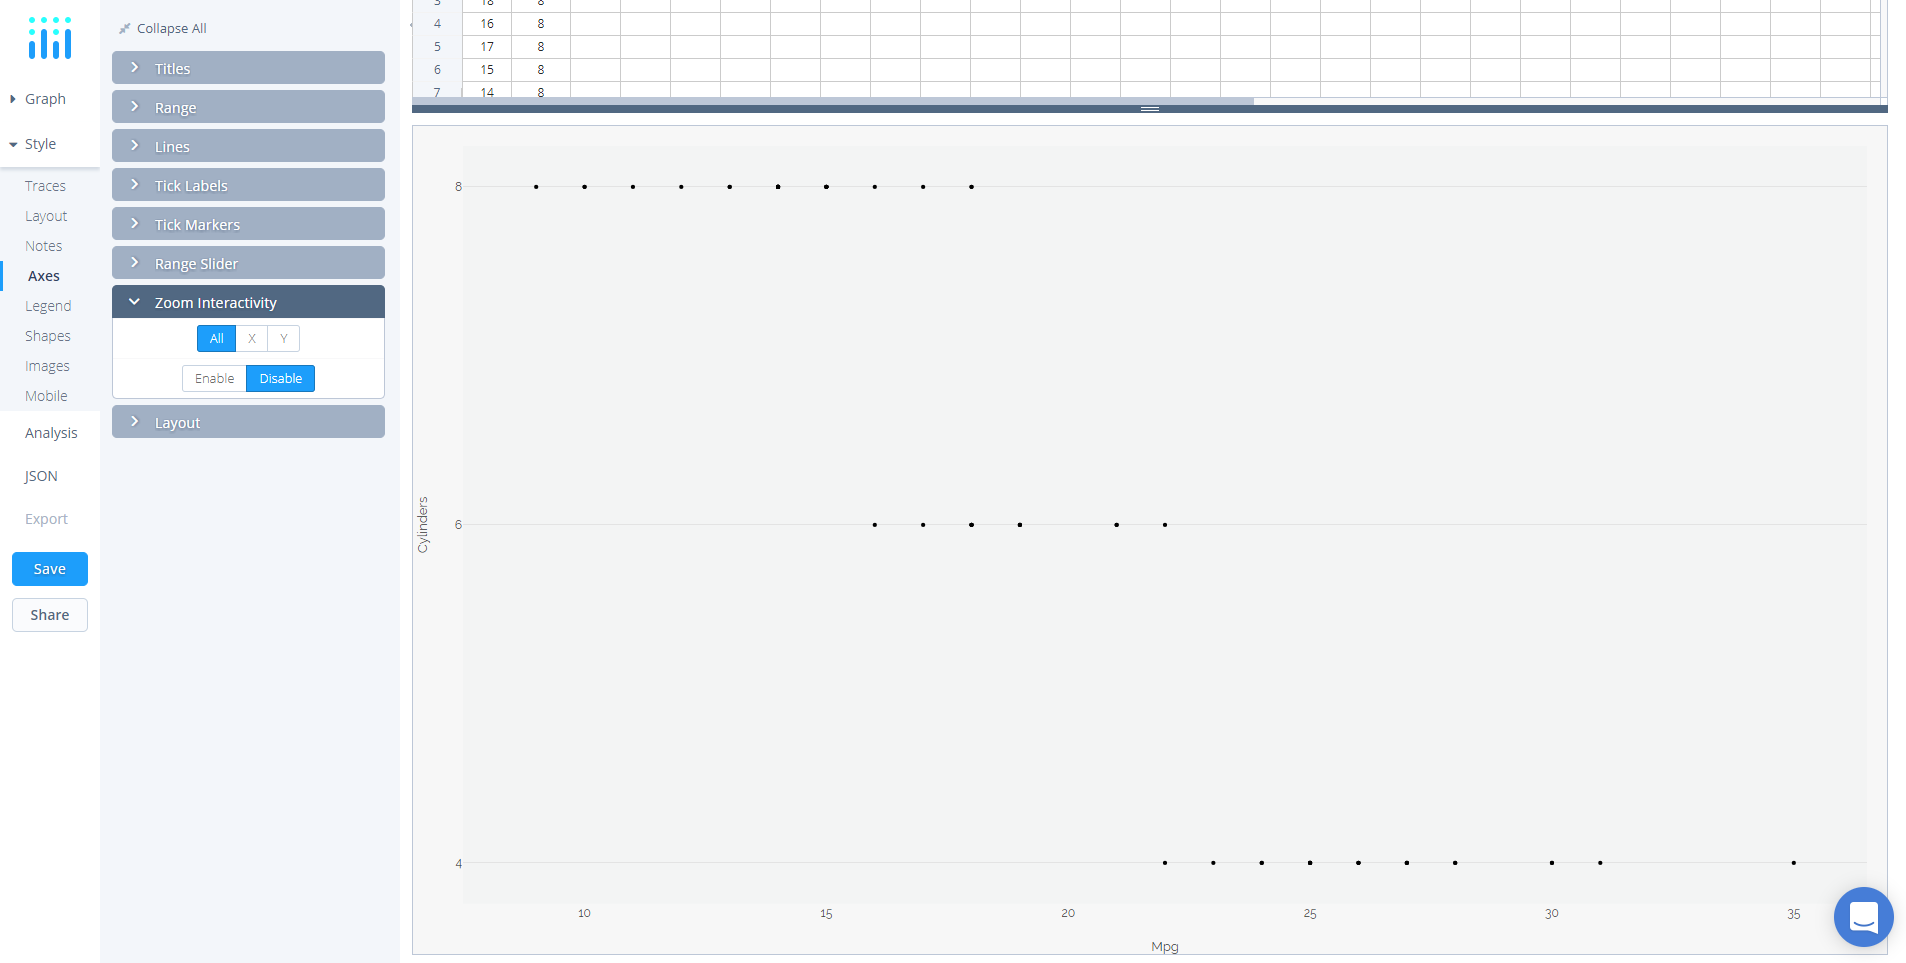 Collapse All
Titles
Range
Lines
Tick Labels
Tick Markers
Range Slider
Zoom Interactivity
All X Y
Enable Disable
Layout
Graph
Style
Traces
Layout
Notes
Axes
Legend
Shapes
Images
Mobile
Analysis
JSON
Export
Save
Share
3 18 8
4 16 8
5 17 8
6 15 8
7 14 8
8
6
4
Cylinders
10 15 20 25 30 35
Mpg